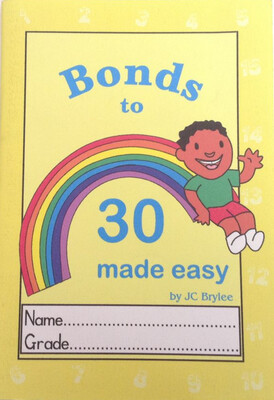 Bonds
to
30
made easy
by JC Brylee
Name......................................
Grade.....................................